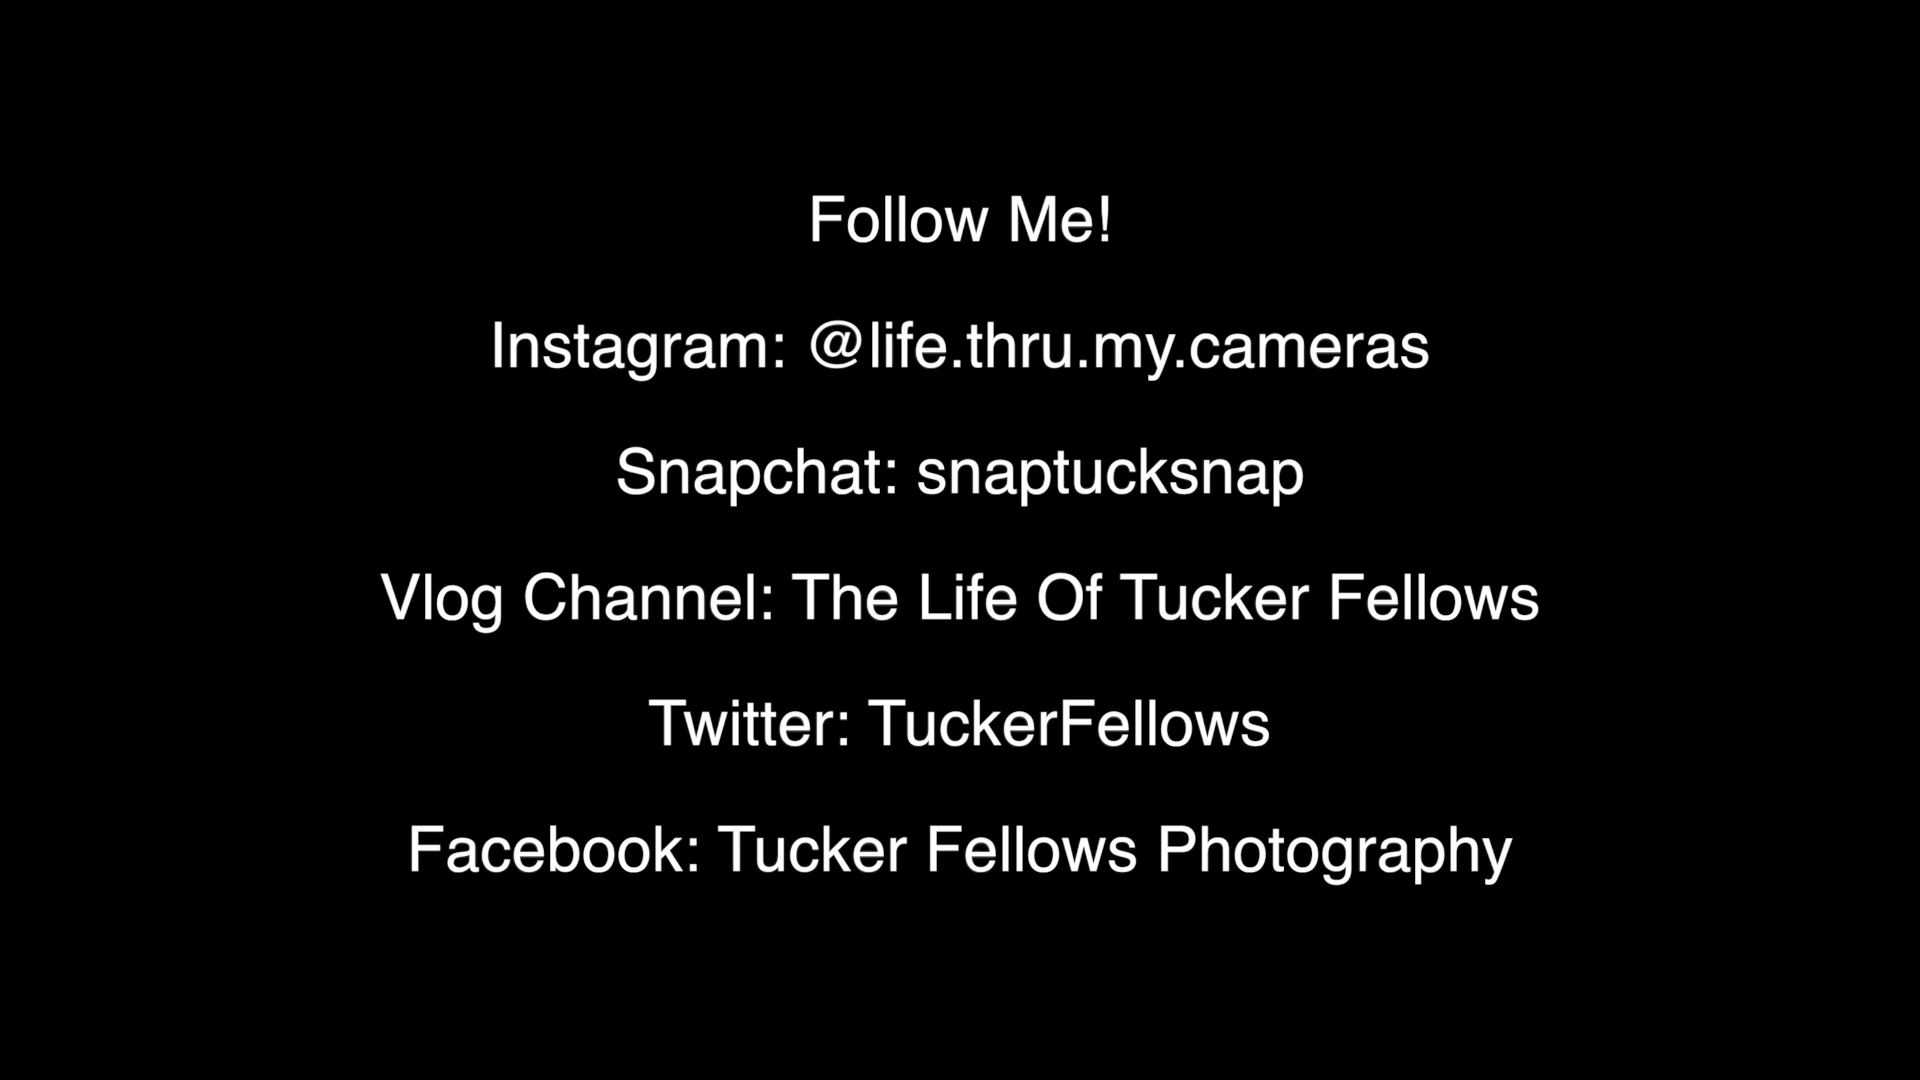 Follow Me!
Instagram: @life.thru.my.cameras
Snapchat: snaptucksnap
Vlog Channel: The Life Of Tucker Fellows
Twitter: TuckerFellows
Facebook: Tucker Fellows Photography